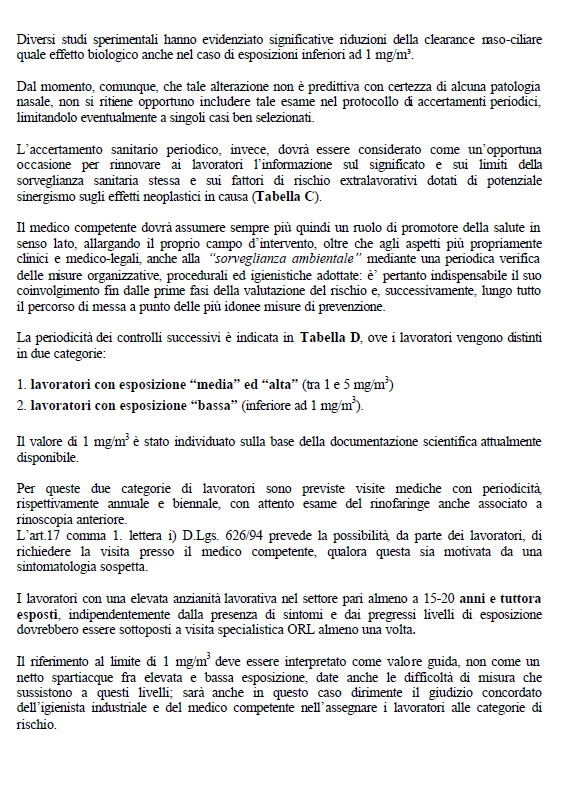 Diversi studi sperimentali hanno evidenziato significative riduzioni della clearance naso-ciliare
quale effetto biologico anche nel caso di esposizioni inferiori ad 1 mg/m³.
Dal momento, comunque, che tale alterazione non è predittiva con certezza di alcuna patologia
nasale, non si ritiene opportuno includere tale esame nel protocollo di accertamenti periodici,
limitandolo eventualmente a singoli casi ben selezionati.
L'accertamento sanitario periodico, invece, dovrà essere considerato come un'opportuna
occasione per rinnovare ai lavoratori l'informazione sul significato e sui limiti della
sorveglianza sanitaria stessa e sui fattori di rischio extralavorativi dotati di potenziale
sinergismo sugli effetti neoplastici in causa (Tabella C).
Il medico competente dovrà assumere sempre più quindi un ruolo di promotore della salute in
senso lato, allargando il proprio campo d'intervento, oltre che agli aspetti più propriamente
clinici e medico-legali, anche alla "sorveglianza ambientale" mediante una periodica verifica
delle misure organizzative, procedurali ed igienistiche adottate: è' pertanto indispensabile il suo
coinvolgimento fin dalle prime fasi della valutazione del rischio e, successivamente, lungo tutto
il percorso di messa a punto delle più idonee misure di prevenzione.
La periodicità dei controlli successivi è indicata in Tabella D, ove i lavoratori vengono distinti
in due categorie:
1. lavoratori con esposizione "media" ed "alta" (tra 1 e 5 mg/m³)
2. lavoratori con esposizione "bassa" (inferiore ad 1 mg/m³).
Il valore di 1 mg/m³ è stato individuato sulla base della documentazione scientifica attualmente
disponibile.
Per queste due categorie di lavoratori sono previste visite mediche con periodicità,
rispettivamente annuale e biennale, con attento esame del rinofaringe anche associato a
rinoscopia anteriore.
L'art.17 comma 1. lettera i) D.Lgs. 626/94 prevede la possibilità, da parte dei lavoratori, di
richiedere la visita presso il medico competente, qualora questa sia motivata da una
sintomatologia sospetta.
I lavoratori con una elevata anzianità lavorativa nel settore pari almeno a 15-20 anni e tuttora
esposti, indipendentemente dalla presenza di sintomi e dai pregressi livelli di esposizione
dovrebbero essere sottoposti a visita specialistica ORL almeno una volta.
Il riferimento al limite di 1 mg/m³ deve essere interpretato come valore guida, non come un
netto spartiacque fra elevata e bassa esposizione, date anche le difficoltà di misura che
sussistono a questi livelli; sarà anche in questo caso dirimente il giudizio concordato
dell'igienista industriale e del medico competente nell'assegnare i lavoratori alle categorie di
rischio.